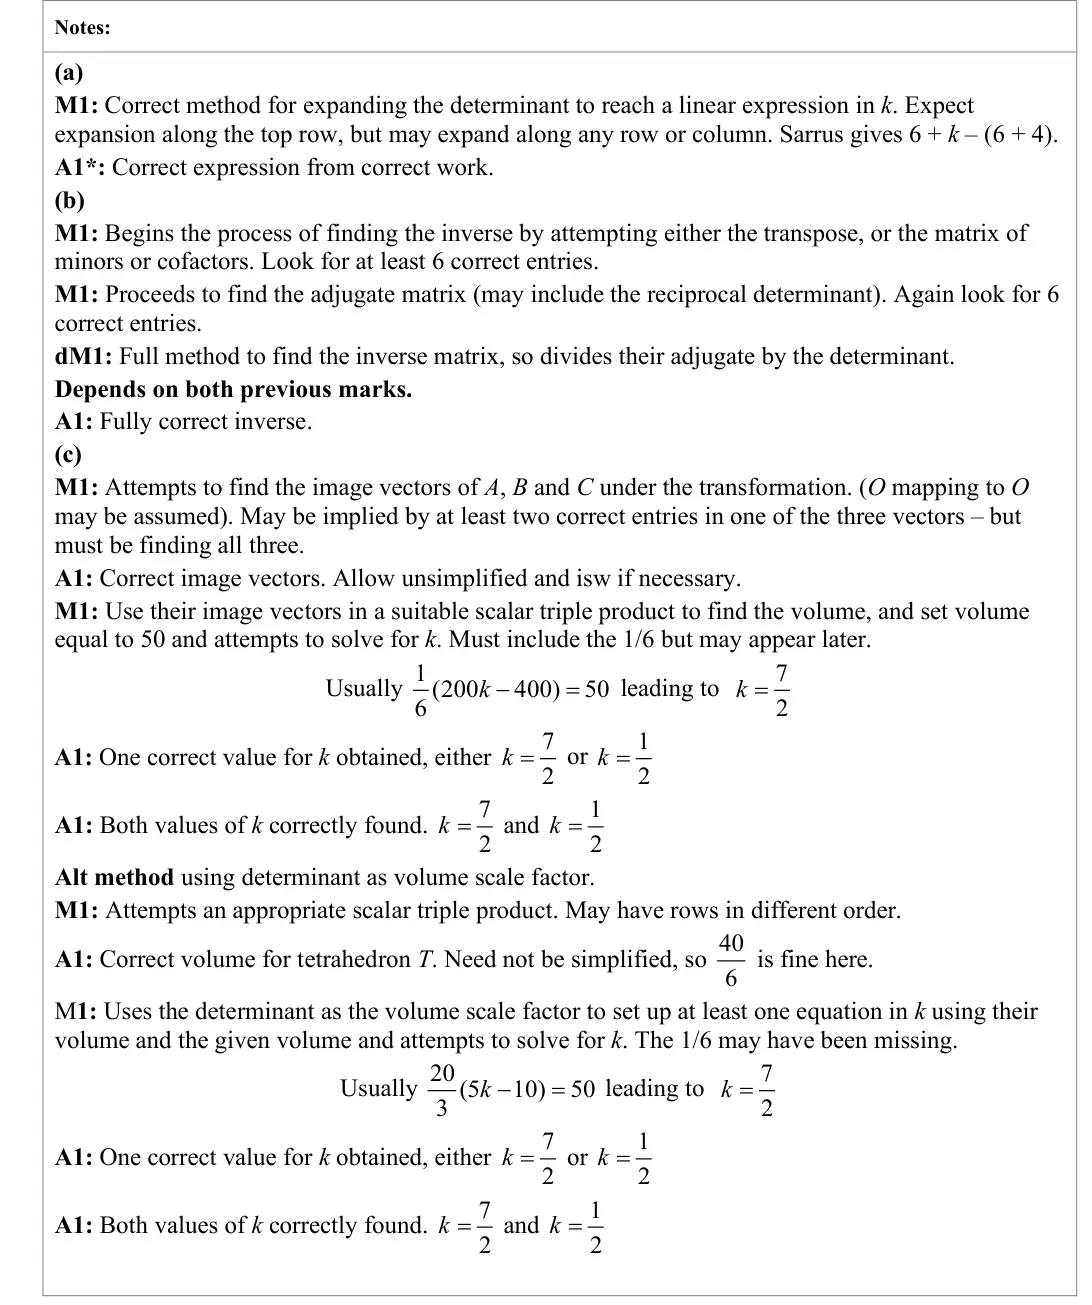 Notes:
(a)
M1: Correct method for expanding the determinant to reach a linear expression in k. Expect
expansion along the top row, but may expand along any row or column. Sarrus gives 6 + k – (6 + 4).
A1*: Correct expression from correct work.
(b)
M1: Begins the process of finding the inverse by attempting either the transpose, or the matrix of
minors or cofactors. Look for at least 6 correct entries.
M1: Proceeds to find the adjugate matrix (may include the reciprocal determinant). Again look for 6
correct entries.
dM1: Full method to find the inverse matrix, so divides their adjugate by the determinant.
Depends on both previous marks.
A1: Fully correct inverse.
(c)
M1: Attempts to find the image vectors of A, B and C under the transformation. (O mapping to O
may be assumed). May be implied by at least two correct entries in one of the three vectors – but
must be finding all three.
A1: Correct image vectors. Allow unsimplified and isw if necessary.
M1: Use their image vectors in a suitable scalar triple product to find the volume, and set volume
equal to 50 and attempts to solve for k. Must include the 1/6 but may appear later.
Usually 1/6 (200k – 400) = 50 leading to k = 7/2
A1: One correct value for k obtained, either k = 7/2 or k = 1/2
A1: Both values of k correctly found. k = 7/2 and k = 1/2
Alt method using determinant as volume scale factor.
M1: Attempts an appropriate scalar triple product. May have rows in different order.
A1: Correct volume for tetrahedron T. Need not be simplified, so 40/6 is fine here.
M1: Uses the determinant as the volume scale factor to set up at least one equation in k using their
volume and the given volume and attempts to solve for k. The 1/6 may have been missing.
Usually 20/3 (5k – 10) = 50 leading to k = 7/2
A1: One correct value for k obtained, either k = 7/2 or k = 1/2
A1: Both values of k correctly found. k = 7/2 and k = 1/2